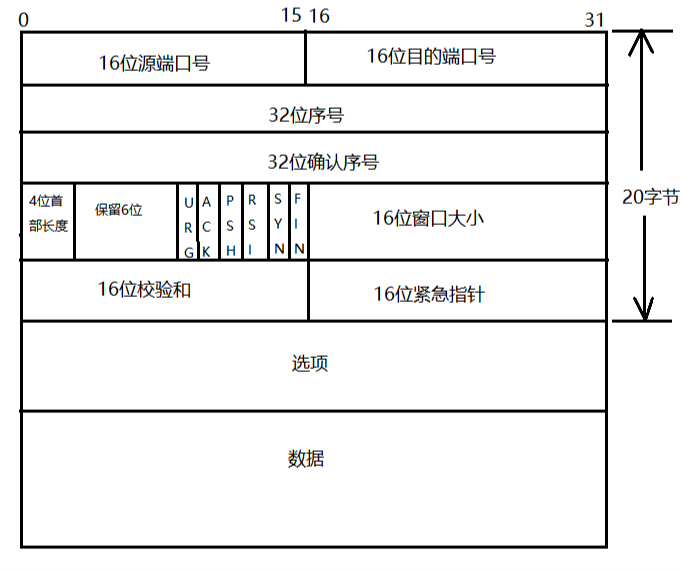 0 15 16 31
16位源端口号 16位目的端口号
32位序号
32位确认序号
20字节
4位首
部长度
保留6位
URG
ACK
PSH
RSI
SYN
FIN
16位窗口大小
16位校验和 16位紧急指针
选项
数据